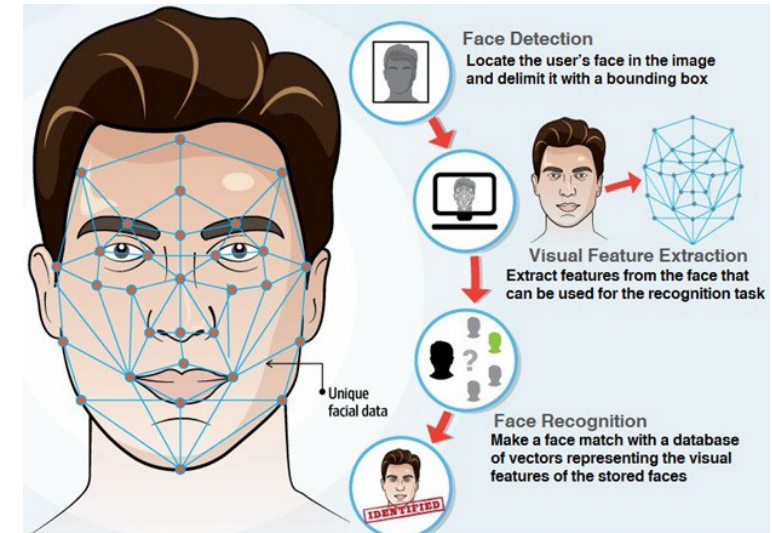 Face Detection
Locate the user's face in the image
and delimit it with a bounding box
Visual Feature Extraction
Extract features from the face that
can be used for the recognition task
?
Unique
facial data
Face Recognition
Make a face match with a database
of vectors representing the visual
features of the stored faces
IDENTIFIED